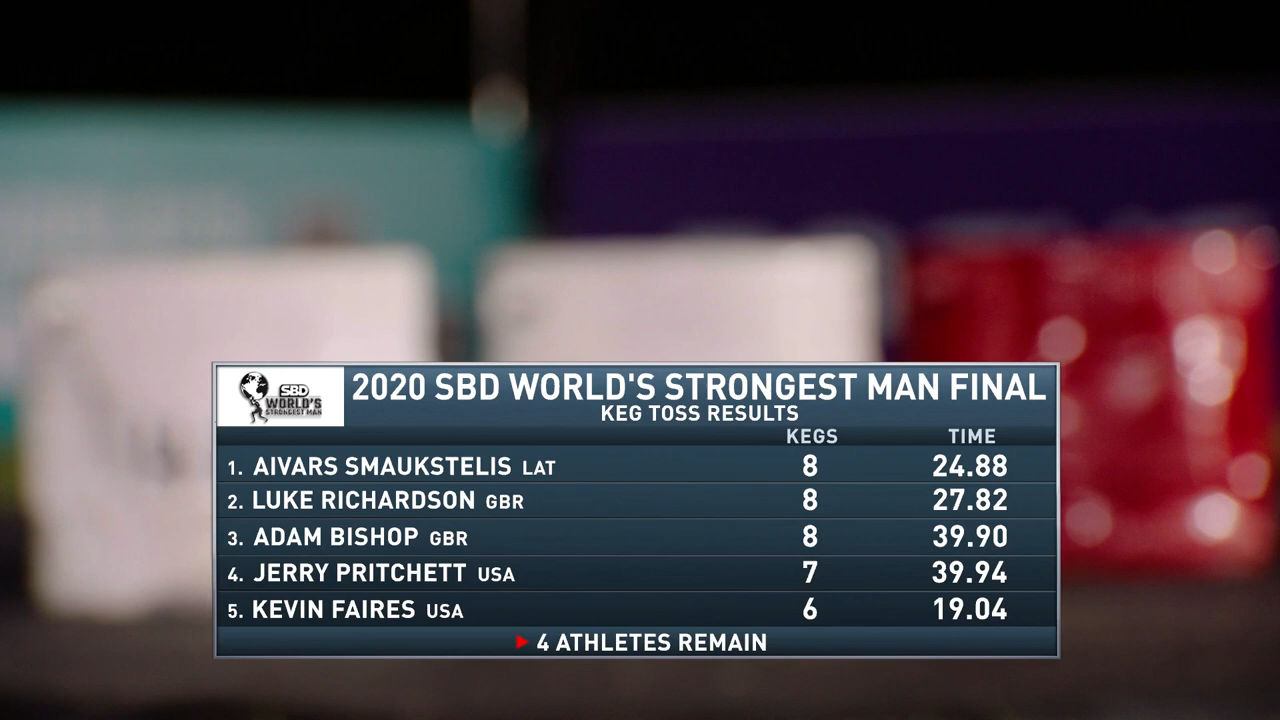 SBD
WORLD'S
STRONGEST MAN
2020 SBD WORLD'S STRONGEST MAN FINAL
KEG TOSS RESULTS
KEGS TIME
1. AIVARS SMAUKSTELIS LAT 8 24.88
2. LUKE RICHARDSON GBR 8 27.82
3. ADAM BISHOP GBR 8 39.90
4. JERRY PRITCHETT USA 7 39.94
5. KEVIN FAIRES USA 6 19.04
4 ATHLETES REMAIN